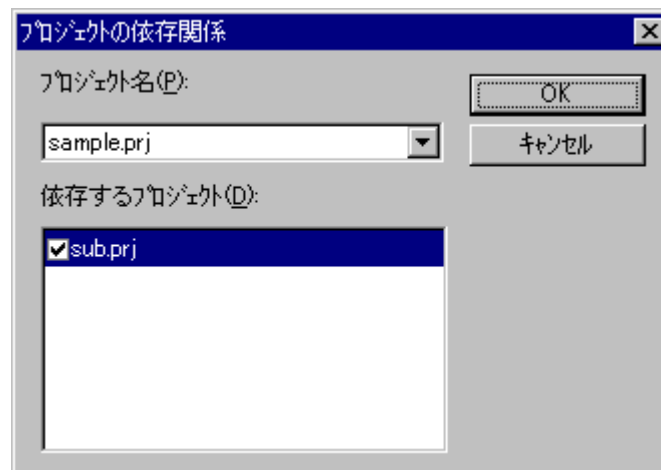 プロジェクトの依存関係
プロジェクト名(P):
OK
sample.prj
キャンセル
依存するプロジェクト(D):
sub.prj